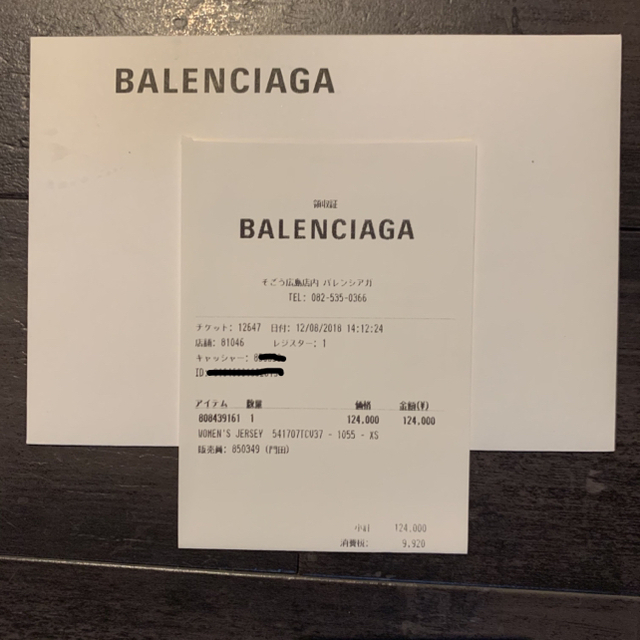 BALENCIAGA
領収証
BALENCIAGA
そごう広島店内 バレンシアガ
TEL: 082-535-0366
チケット: 12647 日付: 12/08/2018 14:12:24
店舗: 81046 レジスター: 1
キャッシャー:
ID:
アイテム 数量 価格 金額(¥)
808439161 1 124.000 124.000
WOMEN'S JERSEY 541707TCV37 - 1055 - XS
販売員: 850349 (門田)
小計 124.000
消費税: 9.920